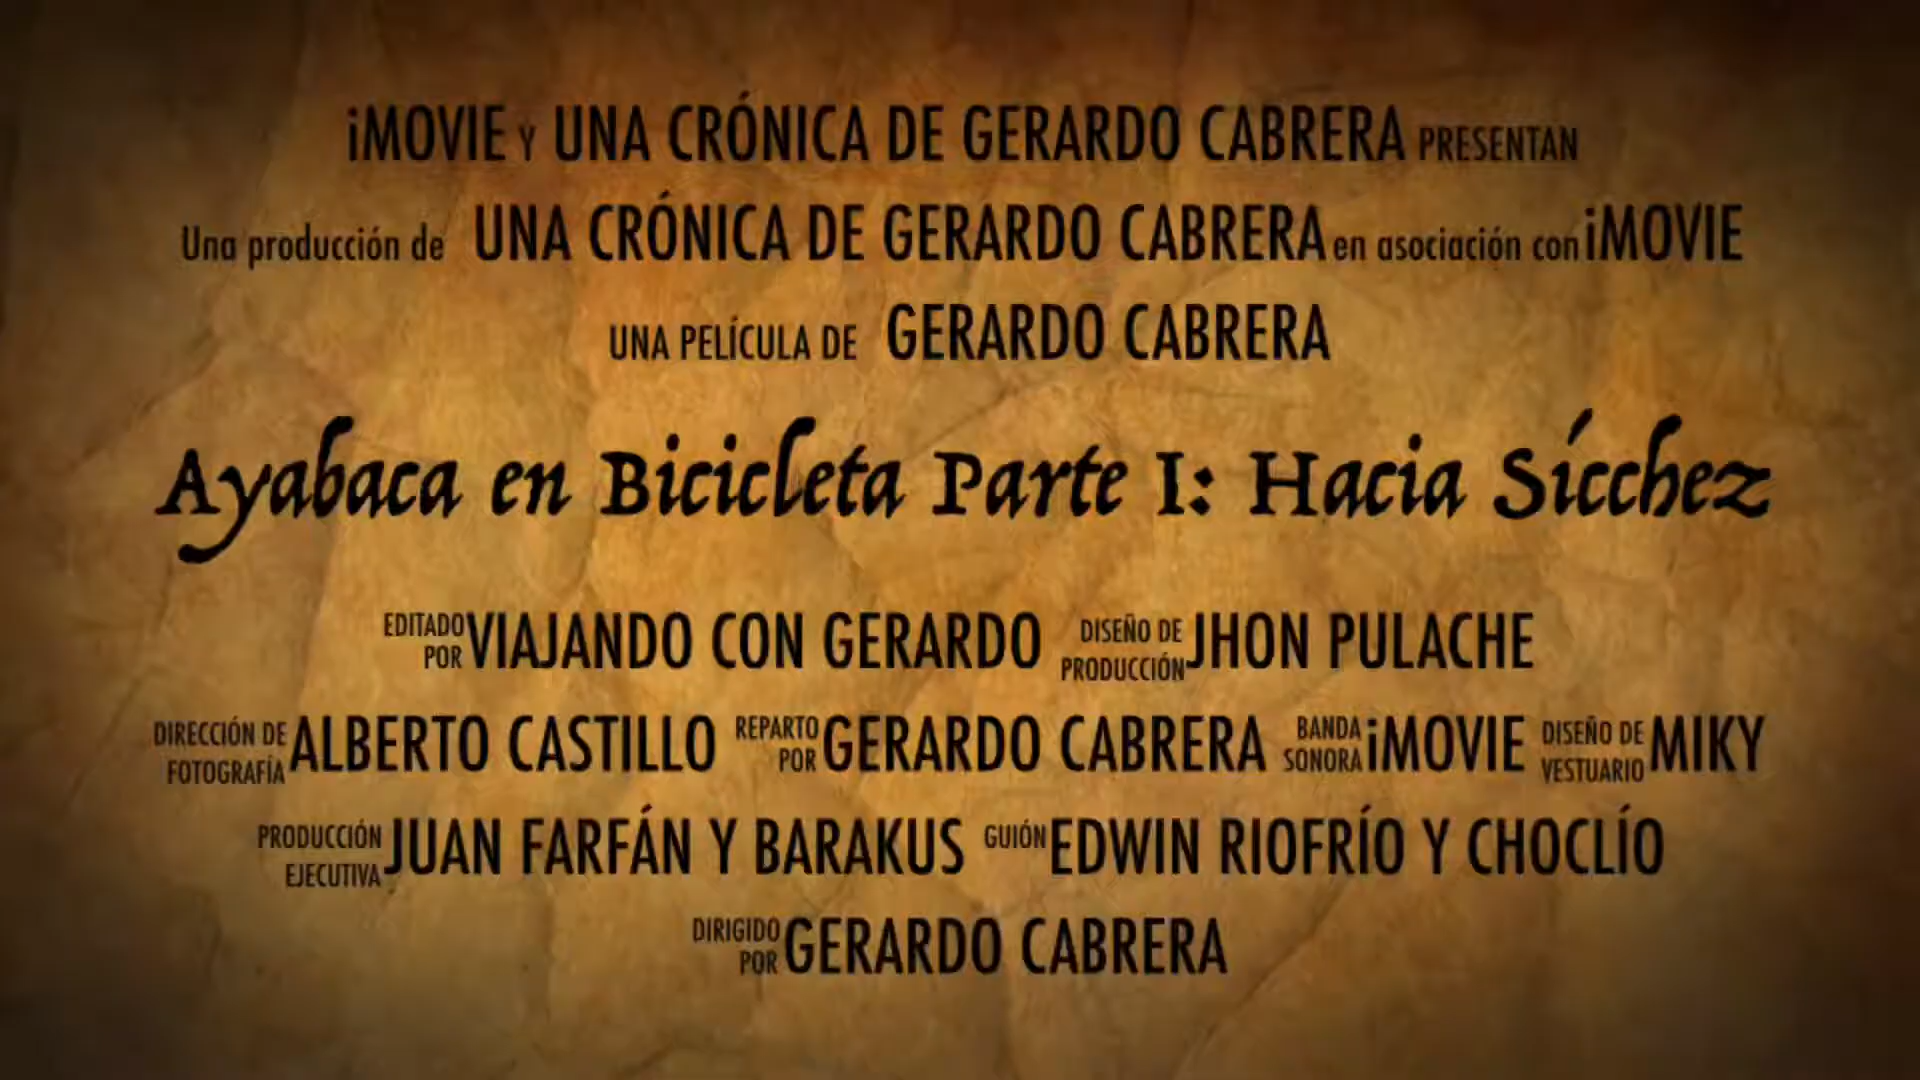 iMOVIE Y UNA CRÓNICA DE GERARDO CABRERA PRESENTAN
Una producción de UNA CRÓNICA DE GERARDO CABRERA en asociación con iMOVIE
UNA PELÍCULA DE GERARDO CABRERA
Ayabaca en Bicicleta Parte I: Hacia Sícchez
EDITADO POR VIAJANDO CON GERARDO DISEÑO DE PRODUCCIÓN JHON PULACHE
DIRECCIÓN DE FOTOGRAFÍA ALBERTO CASTILLO REPARTO POR GERARDO CABRERA BANDA SONORA iMOVIE DISEÑO DE VESTUARIO MIKY
PRODUCCIÓN EJECUTIVA JUAN FARFÁN Y BARAKUS GUIÓN EDWIN RIOFRÍO Y CHOCLÍO
DIRIGIDO POR GERARDO CABRERA